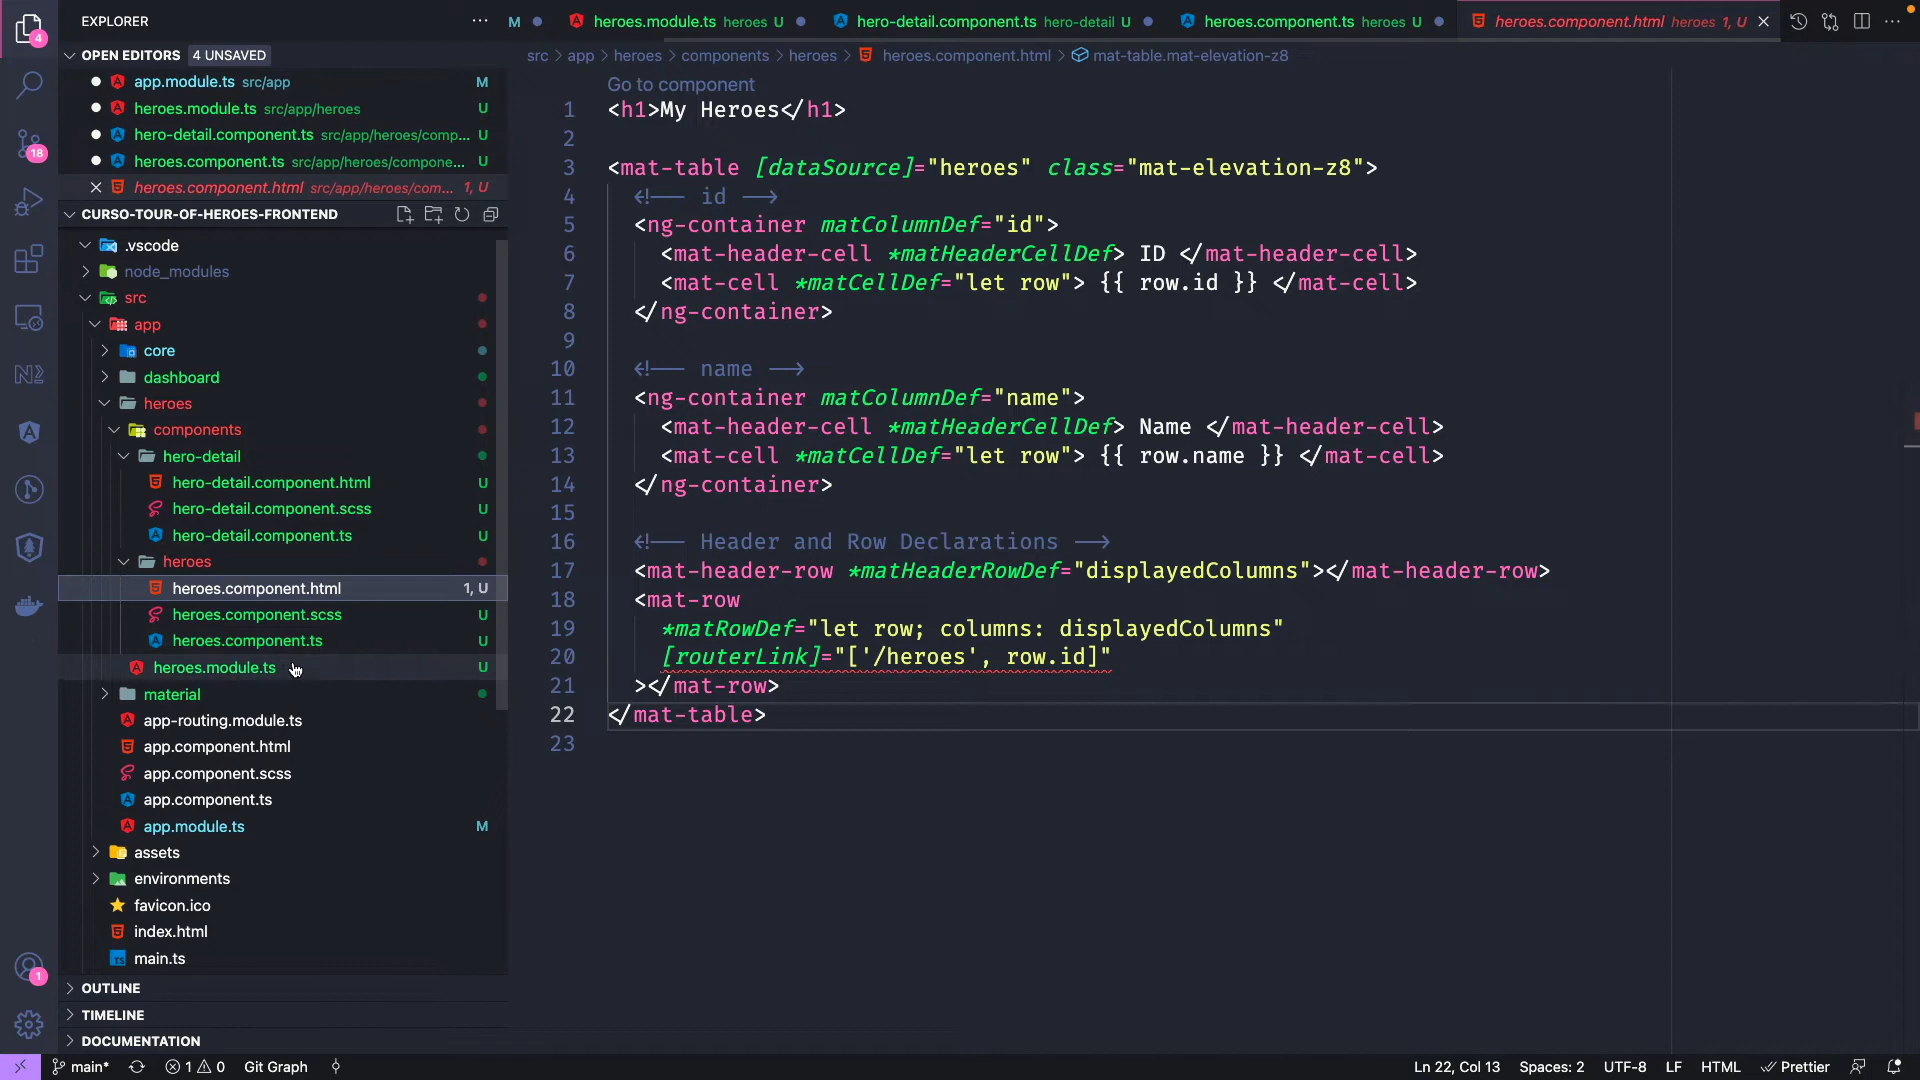 EXPLORER
OPEN EDITORS 4 UNSAVED
app.module.ts src/app M
heroes.module.ts src/app/heroes U
hero-detail.component.ts src/app/heroes/comp... U
heroes.component.ts src/app/heroes/compone... U
heroes.component.html src/app/heroes/com... 1, U
CURSO-TOUR-OF-HEROES-FRONTEND
.vscode
node_modules
src
app
core
dashboard
heroes
components
hero-detail
hero-detail.component.html U
hero-detail.component.scss U
hero-detail.component.ts U
heroes
heroes.component.html 1, U
heroes.component.scss U
heroes.component.ts U
heroes.module.ts U
material
app-routing.module.ts
app.component.html
app.component.scss
app.component.ts
app.module.ts M
assets
environments
favicon.ico
index.html
main.ts
OUTLINE
TIMELINE
DOCUMENTATION
4
18
1
M heroes.module.ts heroes U hero-detail.component.ts hero-detail U heroes.component.ts heroes U heroes.component.html heroes 1, U
src > app > heroes > components > heroes > heroes.component.html > mat-table.mat-elevation-z8
Go to component
1 <h1>My Heroes</h1>
2
3 <mat-table [dataSource]="heroes" class="mat-elevation-z8">
4 <!-- id -->
5 <ng-container matColumnDef="id">
6 <mat-header-cell *matHeaderCellDef> ID </mat-header-cell>
7 <mat-cell *matCellDef="let row"> {{ row.id }} </mat-cell>
8 </ng-container>
9
10 <!-- name -->
11 <ng-container matColumnDef="name">
12 <mat-header-cell *matHeaderCellDef> Name </mat-header-cell>
13 <mat-cell *matCellDef="let row"> {{ row.name }} </mat-cell>
14 </ng-container>
15
16 <!-- Header and Row Declarations -->
17 <mat-header-row *matHeaderRowDef="displayedColumns"></mat-header-row>
18 <mat-row
19 *matRowDef="let row; columns: displayedColumns"
20 [routerLink]="['/heroes', row.id]"
21 ></mat-row>
22 </mat-table>
23
main* 1 0 Git Graph Ln 22, Col 13 Spaces: 2 UTF-8 LF HTML Prettier